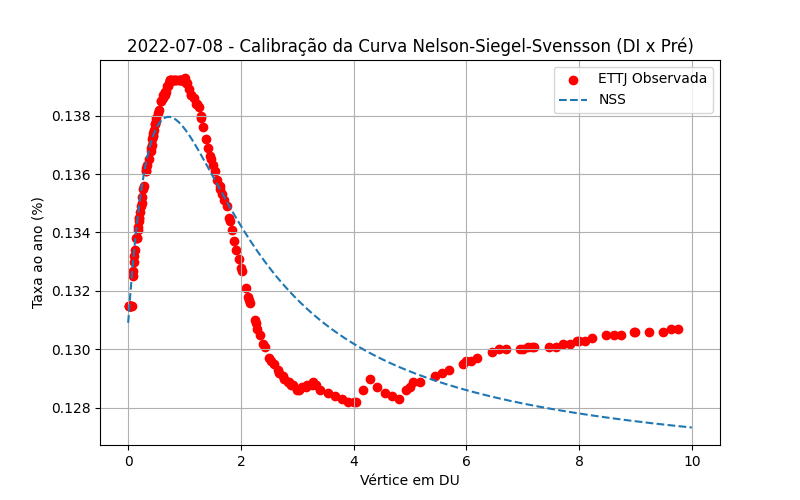 2022-07-08 - Calibração da Curva Nelson-Siegel-Svensson (DI x Pré)
ETTJ Observada
NSS
Taxa ao ano (%)
0.138
0.136
0.134
0.132
0.130
0.128
0
2
4
6
8
10
Vértice em DU